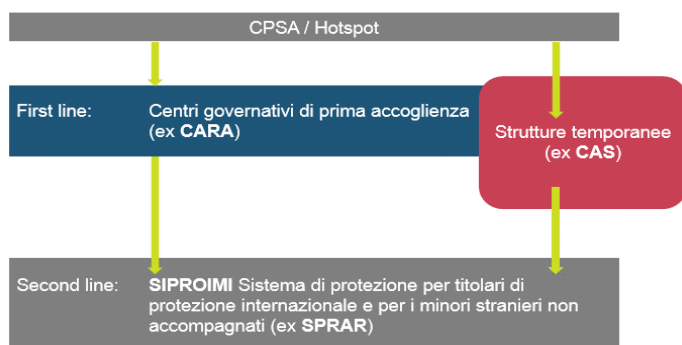 CPSA / Hotspot
First line: Centri governativi di prima accoglienza
(ex CARA)
Strutture temporanee
(ex CAS)
Second line: SIPROIMI Sistema di protezione per titolari di
protezione internazionale e per i minori stranieri non
accompagnati (ex SPRAR)